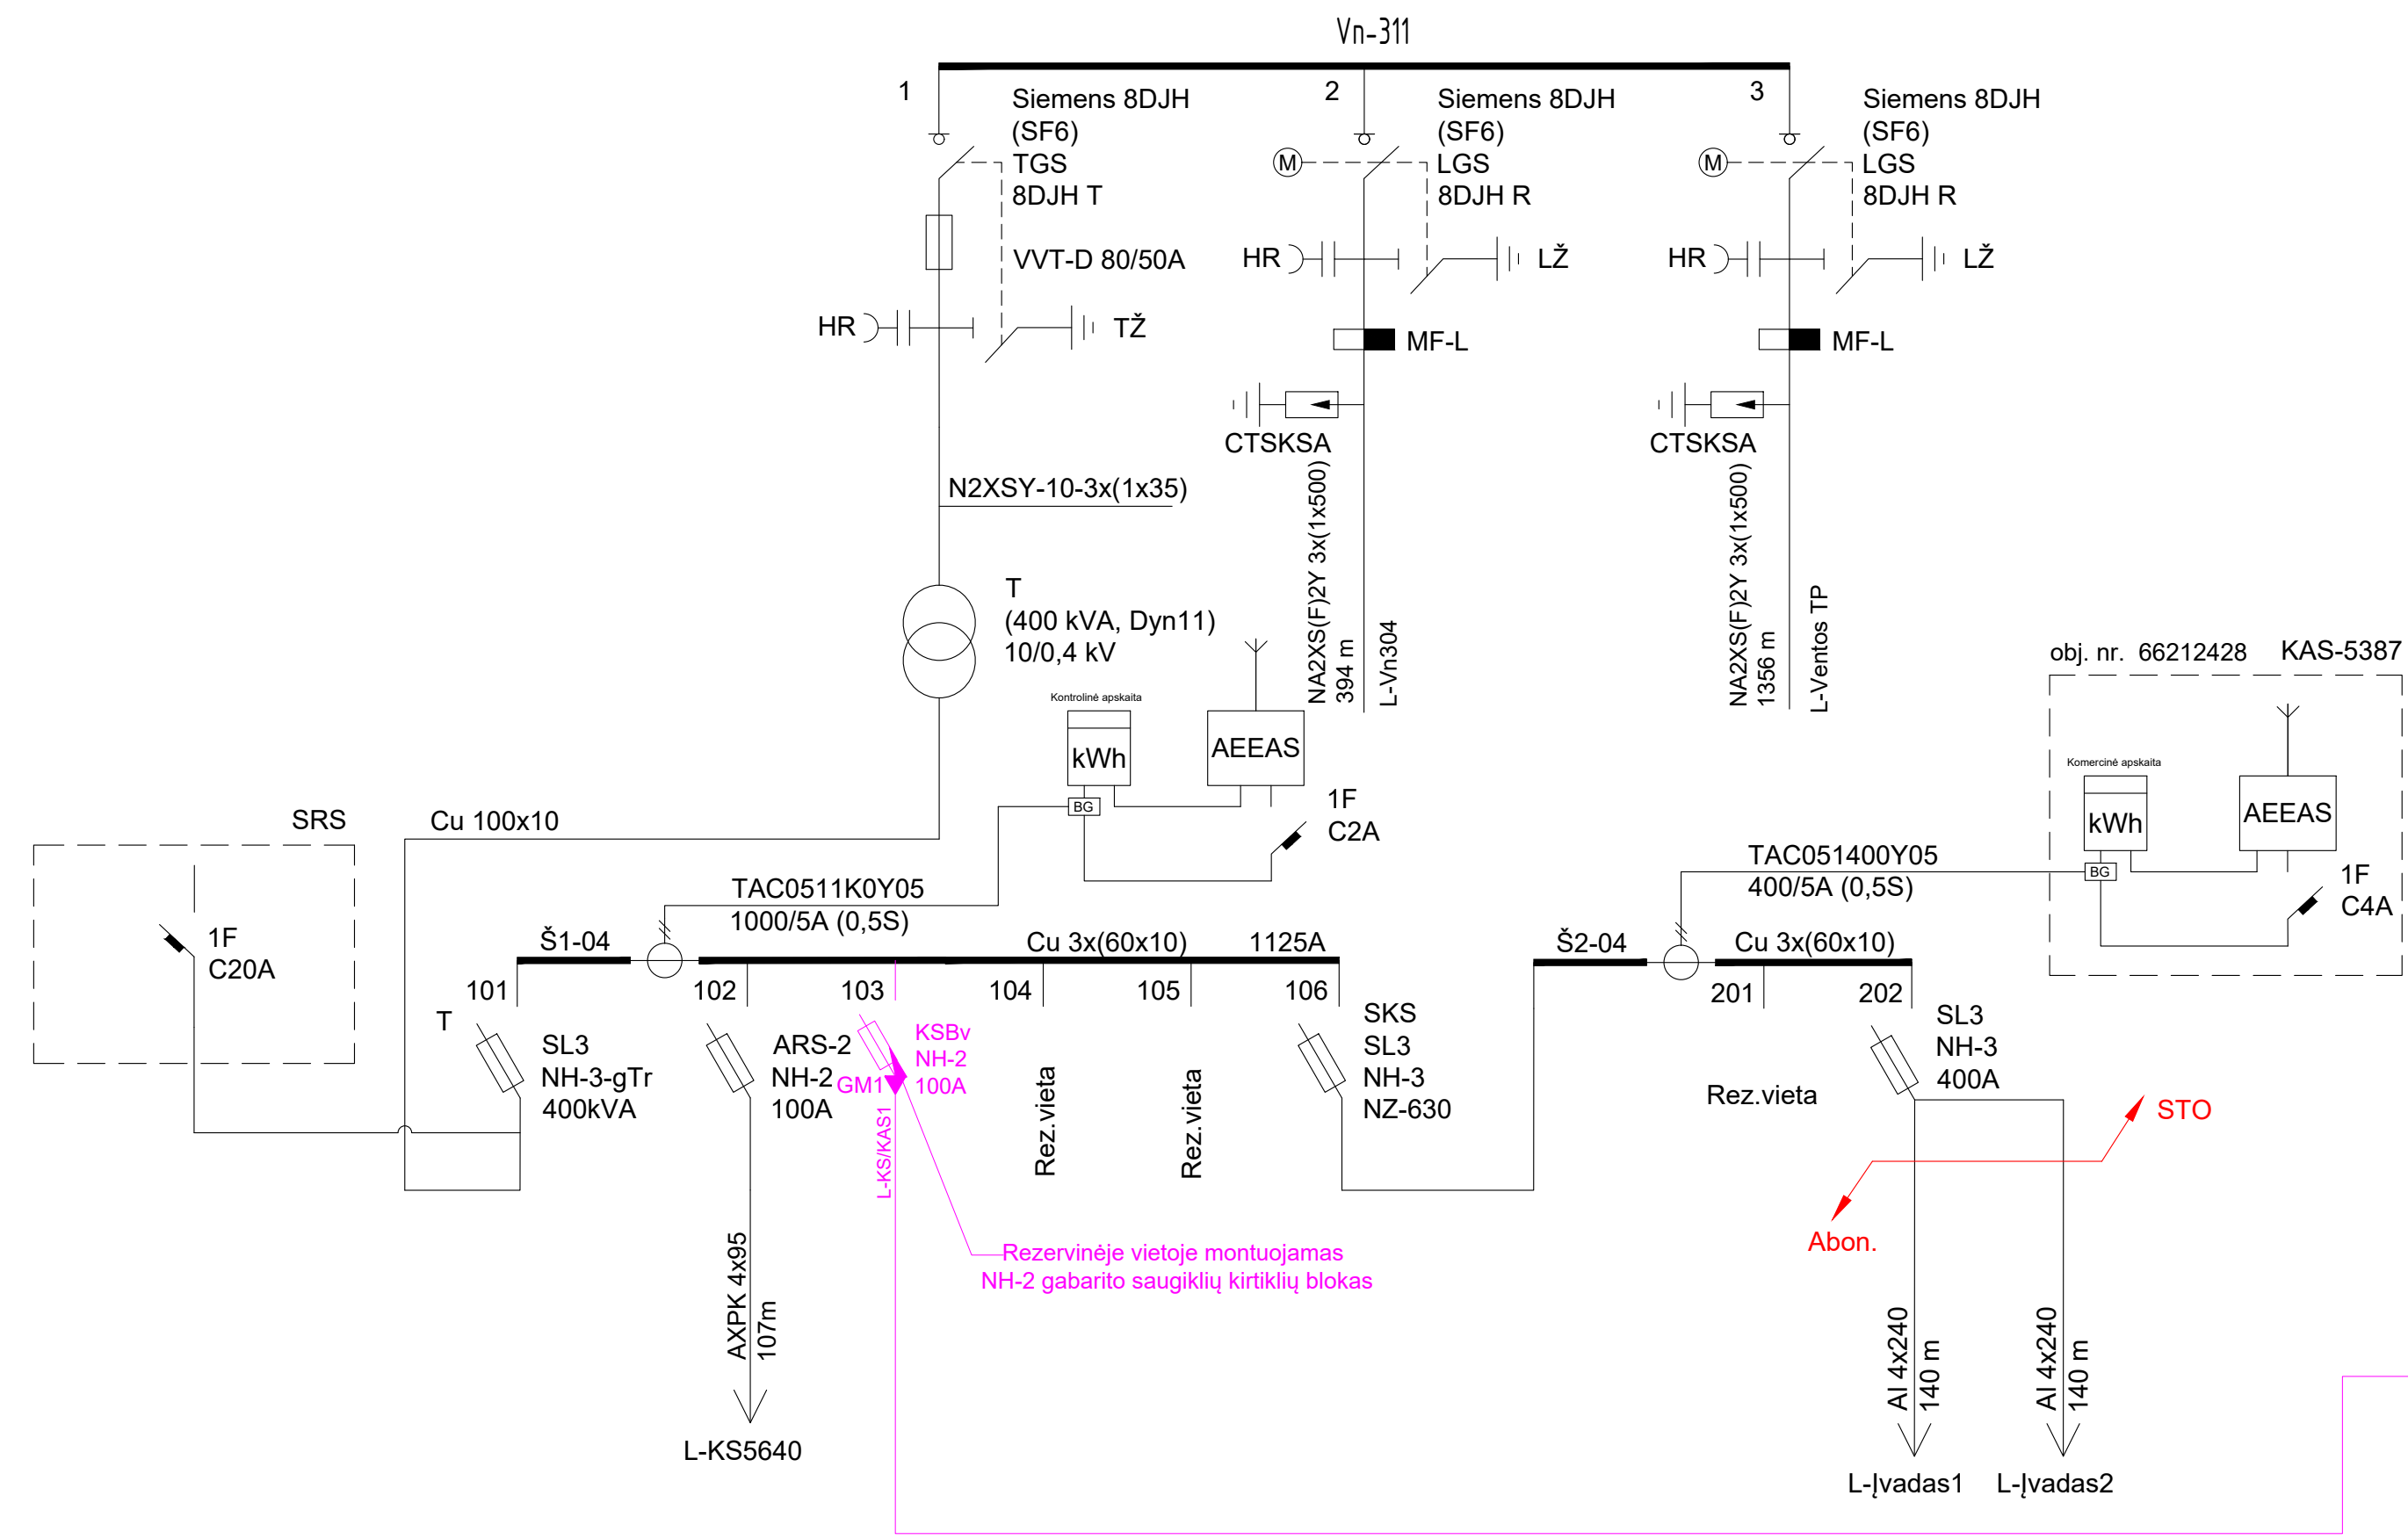 Vn-311
1
Siemens 8DJH
(SF6)
TGS
8DJH T
VVT-D 80/50A
HR
TŽ
2
Siemens 8DJH
(SF6)
LGS
8DJH R
M
HR
LŽ
MF-L
CTSKSA
3
Siemens 8DJH
(SF6)
LGS
8DJH R
M
HR
LŽ
MF-L
CTSKSA
N2XSY-10-3x(1x35)
NA2XS(F)2Y 3x(1x500)
394 m
L-Vn304
NA2XS(F)2Y 3x(1x500)
1356 m
L-Ventos TP
T
(400 kVA, Dyn11)
10/0,4 kV
Kontrolinė apskaita
kWh
AEEAS
BG
1F
C2A
obj. nr. 66212428 KAS-5387
Komercinė apskaita
kWh
AEEAS
BG
1F
C4A
SRS
1F
C20A
Cu 100x10
TAC0511K0Y05
1000/5A (0,5S)
TAC051400Y05
400/5A (0,5S)
Š1-04
Cu 3x(60x10)
1125A
Š2-04
Cu 3x(60x10)
101
102
103
104
105
106
201
202
T
SL3
NH-3-gTr
400kVA
ARS-2
NH-2
100A
KSBv
NH-2
100A
GM1
L-KS/KAS1
Rez.vieta
Rez.vieta
SKS
SL3
NH-3
NZ-630
Rez.vieta
SL3
NH-3
400A
STO
Abon.
Rezervinėje vietoje montuojamas
NH-2 gabarito saugiklių kirtiklių blokas
AXPK 4x95
107m
L-KS5640
Al 4x240
140 m
Al 4x240
140 m
L-Įvadas1
L-Įvadas2